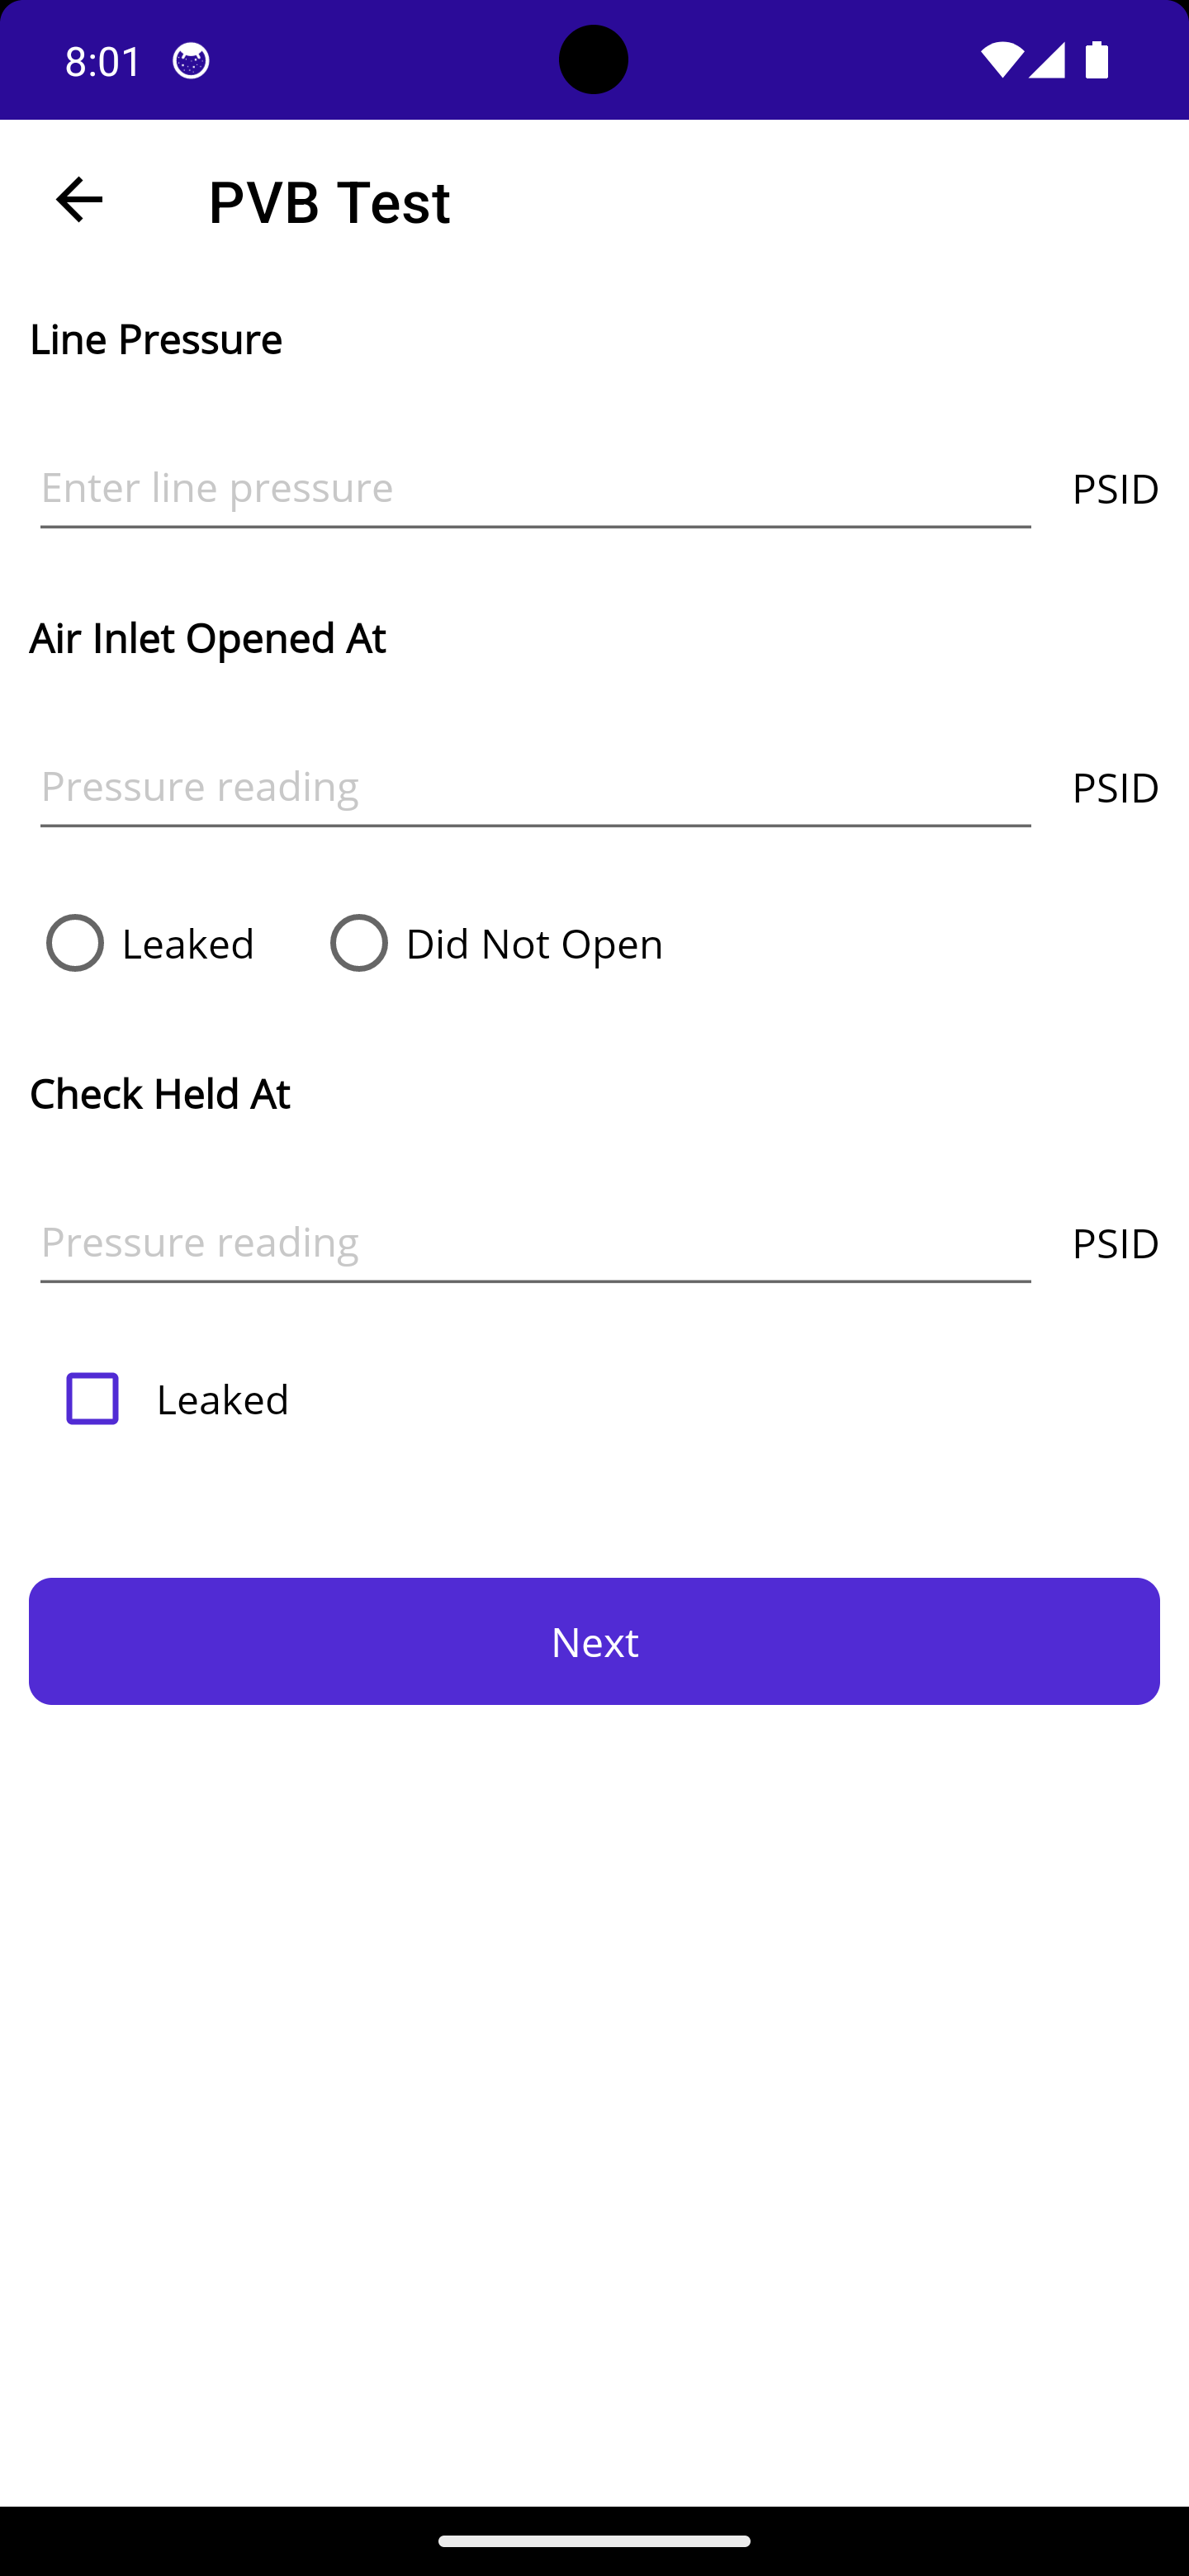 8:01
PVB Test
Line Pressure
Enter line pressure PSID
Air Inlet Opened At
Pressure reading PSID
Leaked Did Not Open
Check Held At
Pressure reading PSID
Leaked
Next